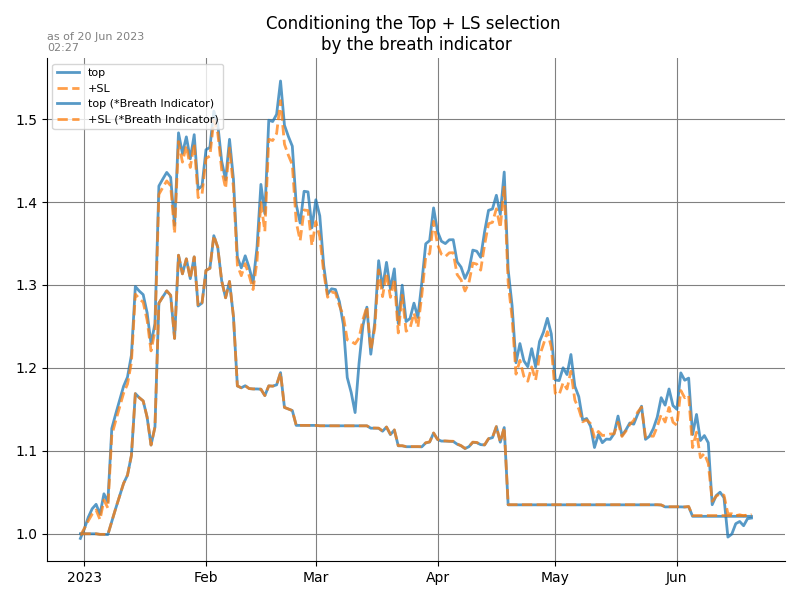 Conditioning the Top + LS selection
by the breath indicator
as of 20 Jun 2023
02:27
top
+SL
top (*Breath Indicator)
+SL (*Breath Indicator)
1.5
1.4
1.3
1.2
1.1
1.0
2023 Feb Mar Apr May Jun